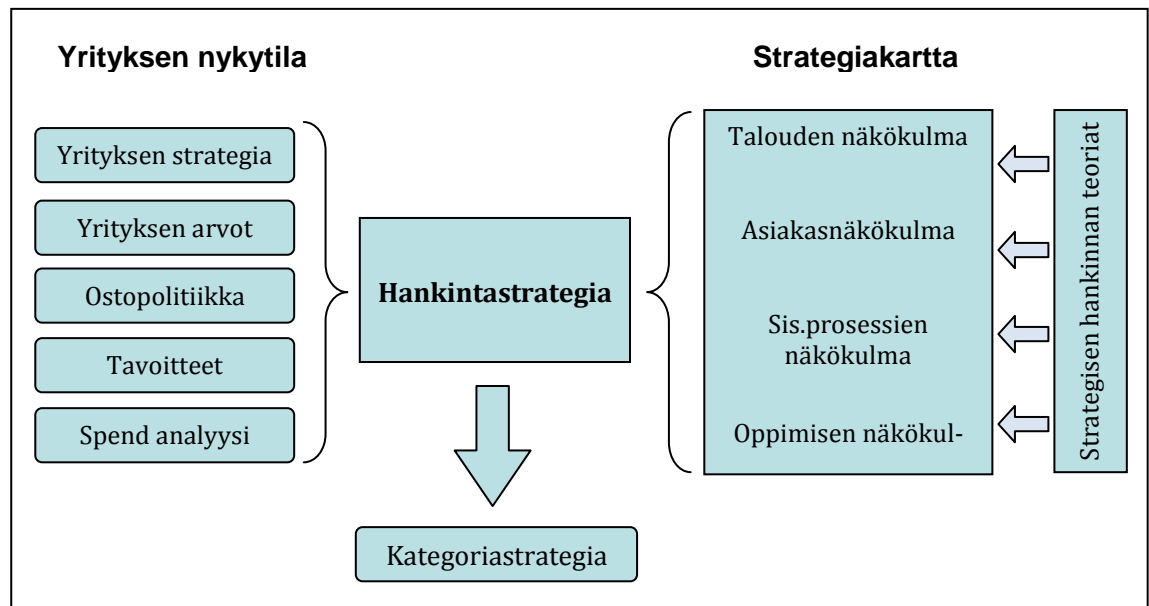 Yrityksen nykytila
Strategiakartta
Yrityksen strategia
Yrityksen arvot
Ostopolitiikka
Tavoitteet
Spend analyysi
Hankintastrategia
Kategoriastrategia
Talouden näkökulma
Asiakasnäkökulma
Sis.prosessien
näkökulma
Oppimisen näkökul-
Strategisen hankinnan teoriat